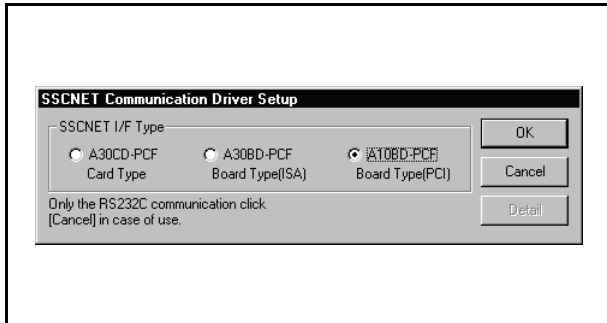 SSCNET Communication Driver Setup
SSCNET I/F Type
A30CD-PCF A30BD-PCF A10BD-PCF
Card Type Board Type(ISA) Board Type(PCI)
OK
Cancel
Detail
Only the RS232C communication click
[Cancel] in case of use.